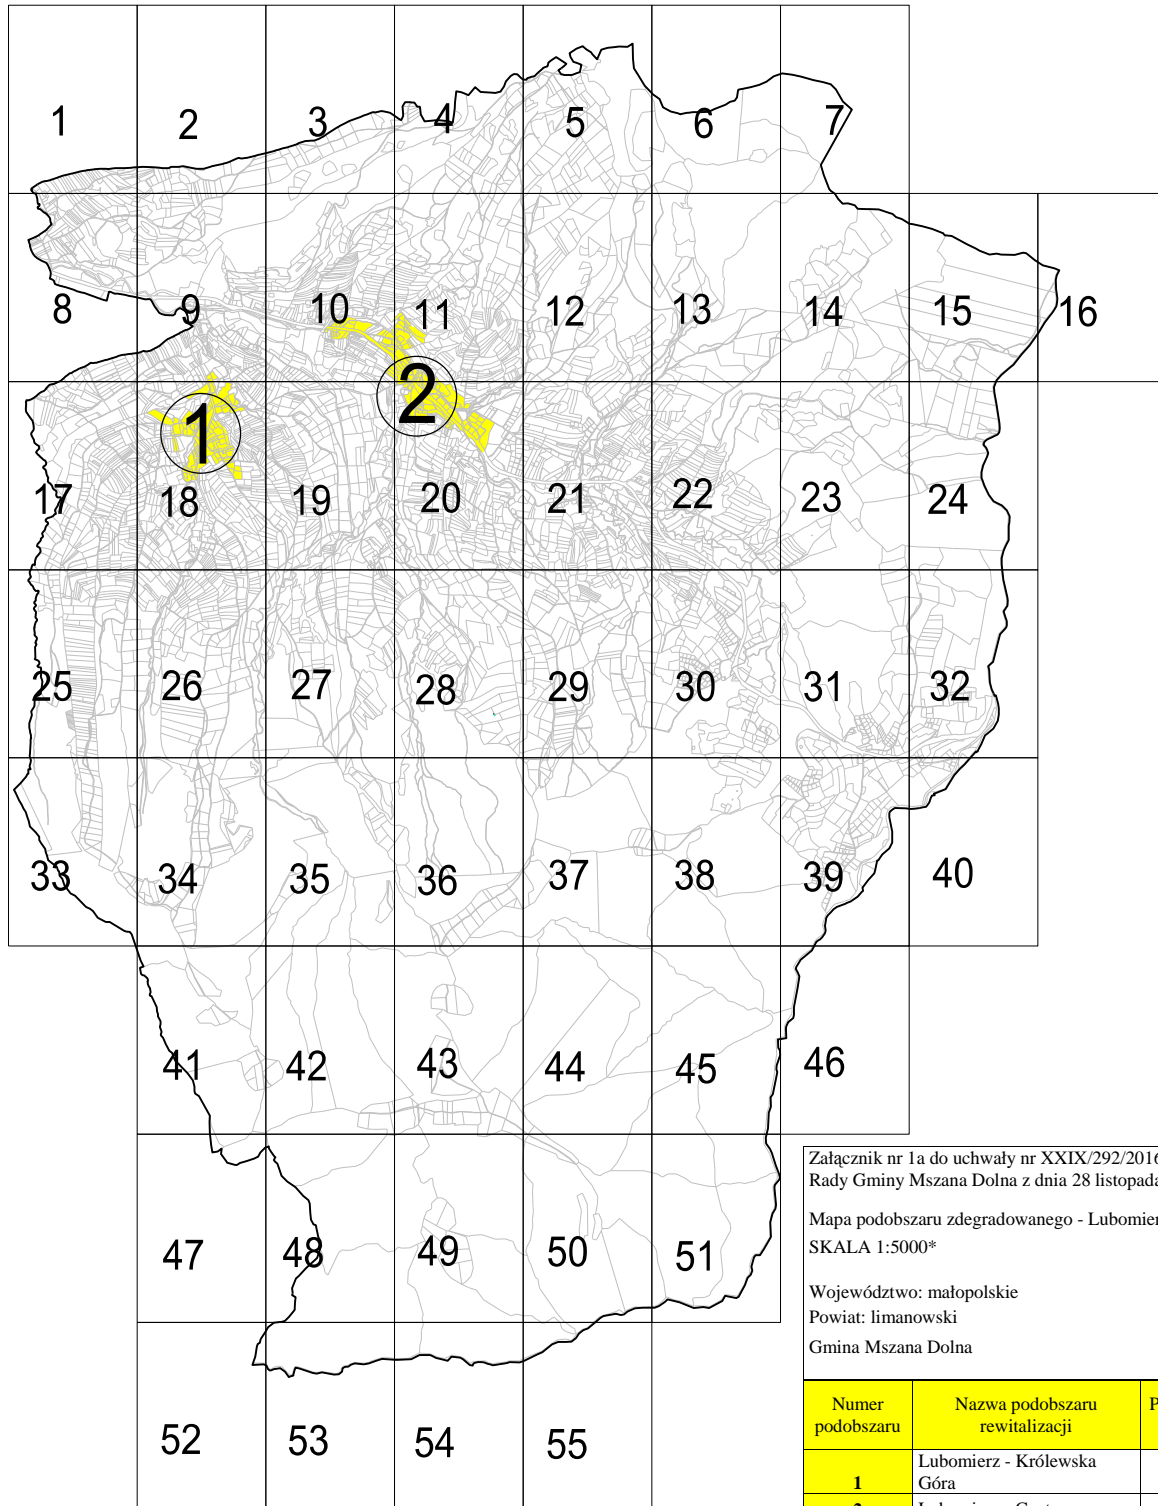 1 2 3 4 5 6 7
8 9 10 11 12 13 14 15 16
2
1
17 18 19 20 21 22 23 24
25 26 27 28 29 30 31 32
33 34 35 36 37 38 39 40
41 42 43 44 45 46
47 48 49 50 51
52 53 54 55
Załącznik nr 1a do uchwały nr XXIX/292/2016
Rady Gminy Mszana Dolna z dnia 28 listopada
Mapa podobszaru zdegradowanego - Lubomier
SKALA 1:5000*
Województwo: małopolskie
Powiat: limanowski
Gmina Mszana Dolna
Numer podobszaru
Nazwa podobszaru rewitalizacji
P
1
Lubomierz - Królewska
Góra